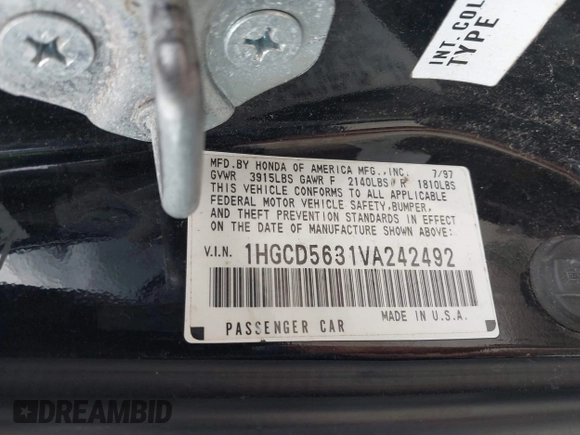 INT. COL
TYPE
MFD.BY HONDA OF AMERICA MFG.,INC. 7/97
GVWR 3915LBS GAWR F 2140LBS R 1810LBS
THIS VEHICLE CONFORMS TO ALL APPLICABLE
FEDERAL MOTOR VEHICLE SAFETY,BUMPER,
AND THEFT PREVENTION STANDARDS IN EFFECT
ON THE DATE OF MANUFACTURE SHOWN ABOVE:
V.I.N. 1HGCD5631VA242492
MADE IN U.S.A.
PASSENGER CAR
DREAMBID